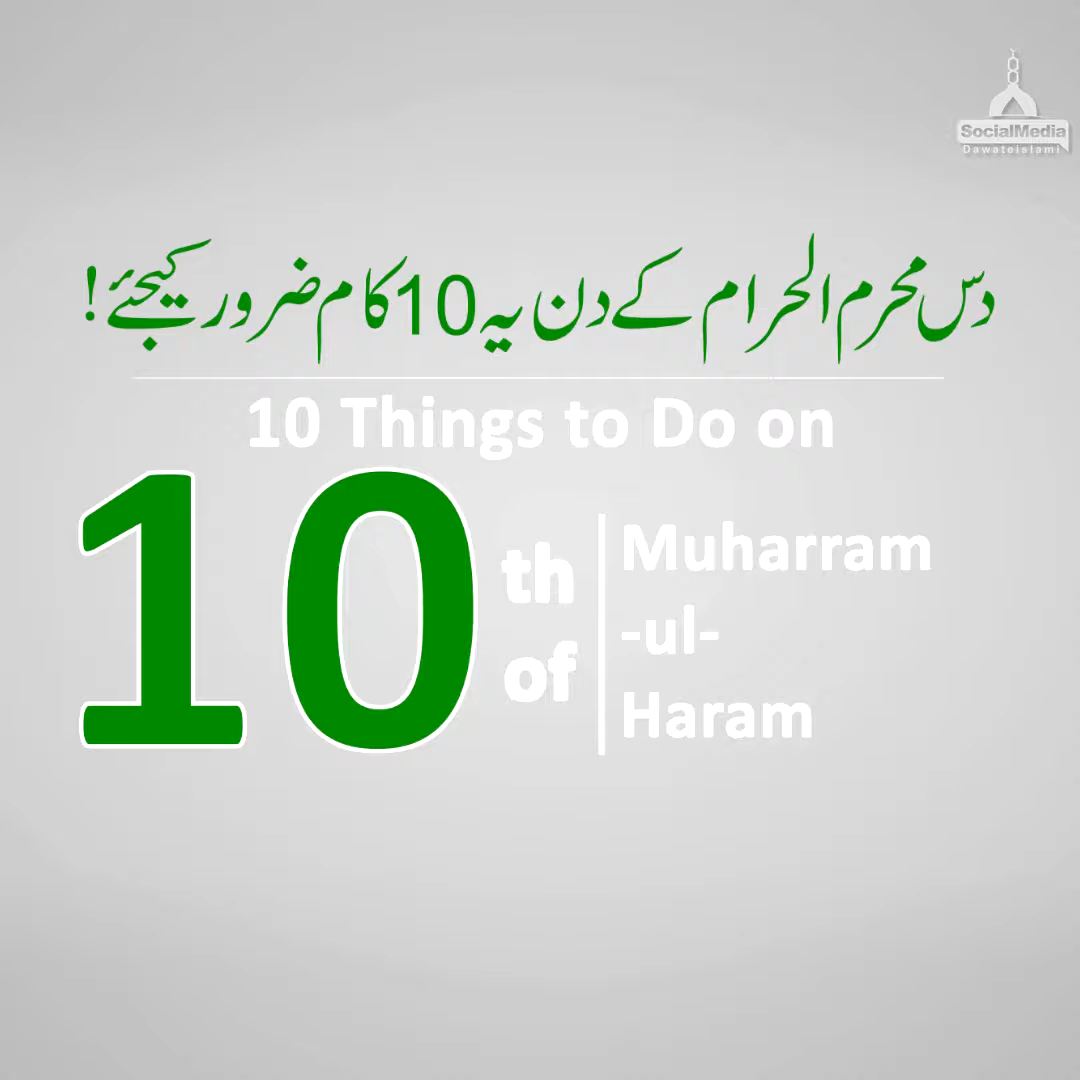 SocialMedia
Dawateislami
دس محرم الحرام کے دن یہ 10 کام ضرور کیجئے!
10 Things to Do on
10 th of
Muharram
-ul-
Haram